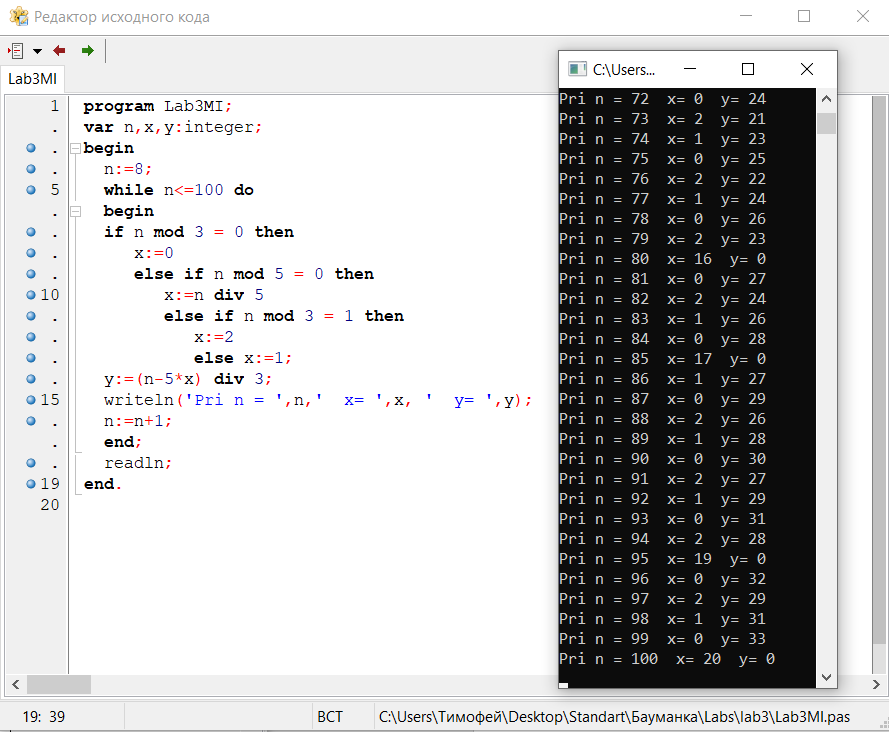 Редактор исходного кода
Lab3MI
1 program Lab3MI;
. var n,x,y:integer;
. begin
. n:=8;
5 while n<=100 do
. begin
. if n mod 3 = 0 then
. x:=0
. else if n mod 5 = 0 then
10 x:=n div 5
. else if n mod 3 = 1 then
. x:=2
. else x:=1;
. y:=(n-5*x) div 3;
15 writeln('Pri n = ',n,'  x= ',x, '  y= ',y);
. n:=n+1;
. end;
. readln;
19 end.
20
C:\Users...
Pri n = 72  x= 0  y= 24
Pri n = 73  x= 2  y= 21
Pri n = 74  x= 1  y= 23
Pri n = 75  x= 0  y= 25
Pri n = 76  x= 2  y= 22
Pri n = 77  x= 1  y= 24
Pri n = 78  x= 0  y= 26
Pri n = 79  x= 2  y= 23
Pri n = 80  x= 16  y= 0
Pri n = 81  x= 0  y= 27
Pri n = 82  x= 2  y= 24
Pri n = 83  x= 1  y= 26
Pri n = 84  x= 0  y= 28
Pri n = 85  x= 17  y= 0
Pri n = 86  x= 1  y= 27
Pri n = 87  x= 0  y= 29
Pri n = 88  x= 2  y= 26
Pri n = 89  x= 1  y= 28
Pri n = 90  x= 0  y= 30
Pri n = 91  x= 2  y= 27
Pri n = 92  x= 1  y= 29
Pri n = 93  x= 0  y= 31
Pri n = 94  x= 2  y= 28
Pri n = 95  x= 19  y= 0
Pri n = 96  x= 0  y= 32
Pri n = 97  x= 2  y= 29
Pri n = 98  x= 1  y= 31
Pri n = 99  x= 0  y= 33
Pri n = 100  x= 20  y= 0
19: 39 ВСТ C:\Users\Тимофей\Desktop\Standart\Бауманка\Labs\lab3\Lab3MI.pas